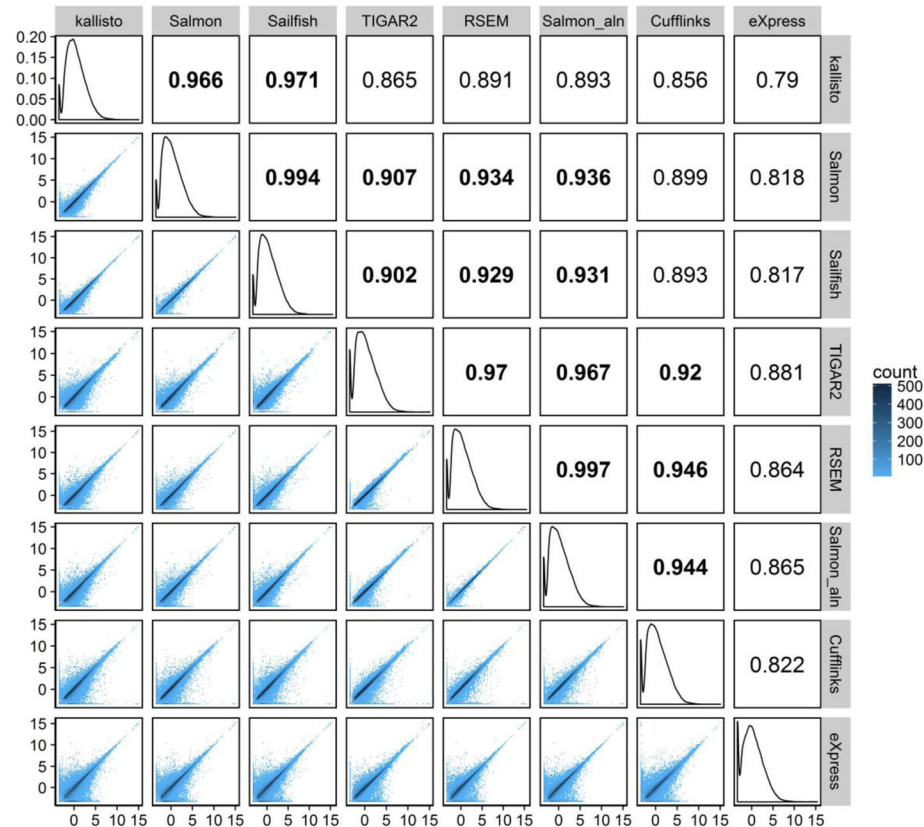 kallisto Salmon Sailfish TIGAR2 RSEM Salmon_aln Cufflinks eXpress
0.20
0.15
0.10
0.05
0.00
0.966 0.971 0.865 0.891 0.893 0.856 0.79
kallisto
15
10
5
0
0.994 0.907 0.934 0.936 0.899 0.818
Salmon
15
10
5
0
0.902 0.929 0.931 0.893 0.817
Sailfish
15
10
5
0
0.97 0.967 0.92 0.881
TIGAR2
15
10
5
0
0.997 0.946 0.864
RSEM
15
10
5
0
0.944 0.865
Salmon_aln
15
10
5
0
0.822
Cufflinks
15
10
5
0
eXpress
0 5 10 15 0 5 10 15 0 5 10 15 0 5 10 15 0 5 10 15 0 5 10 15 0 5 10 15 0 5 10 15
count
500
400
300
200
100